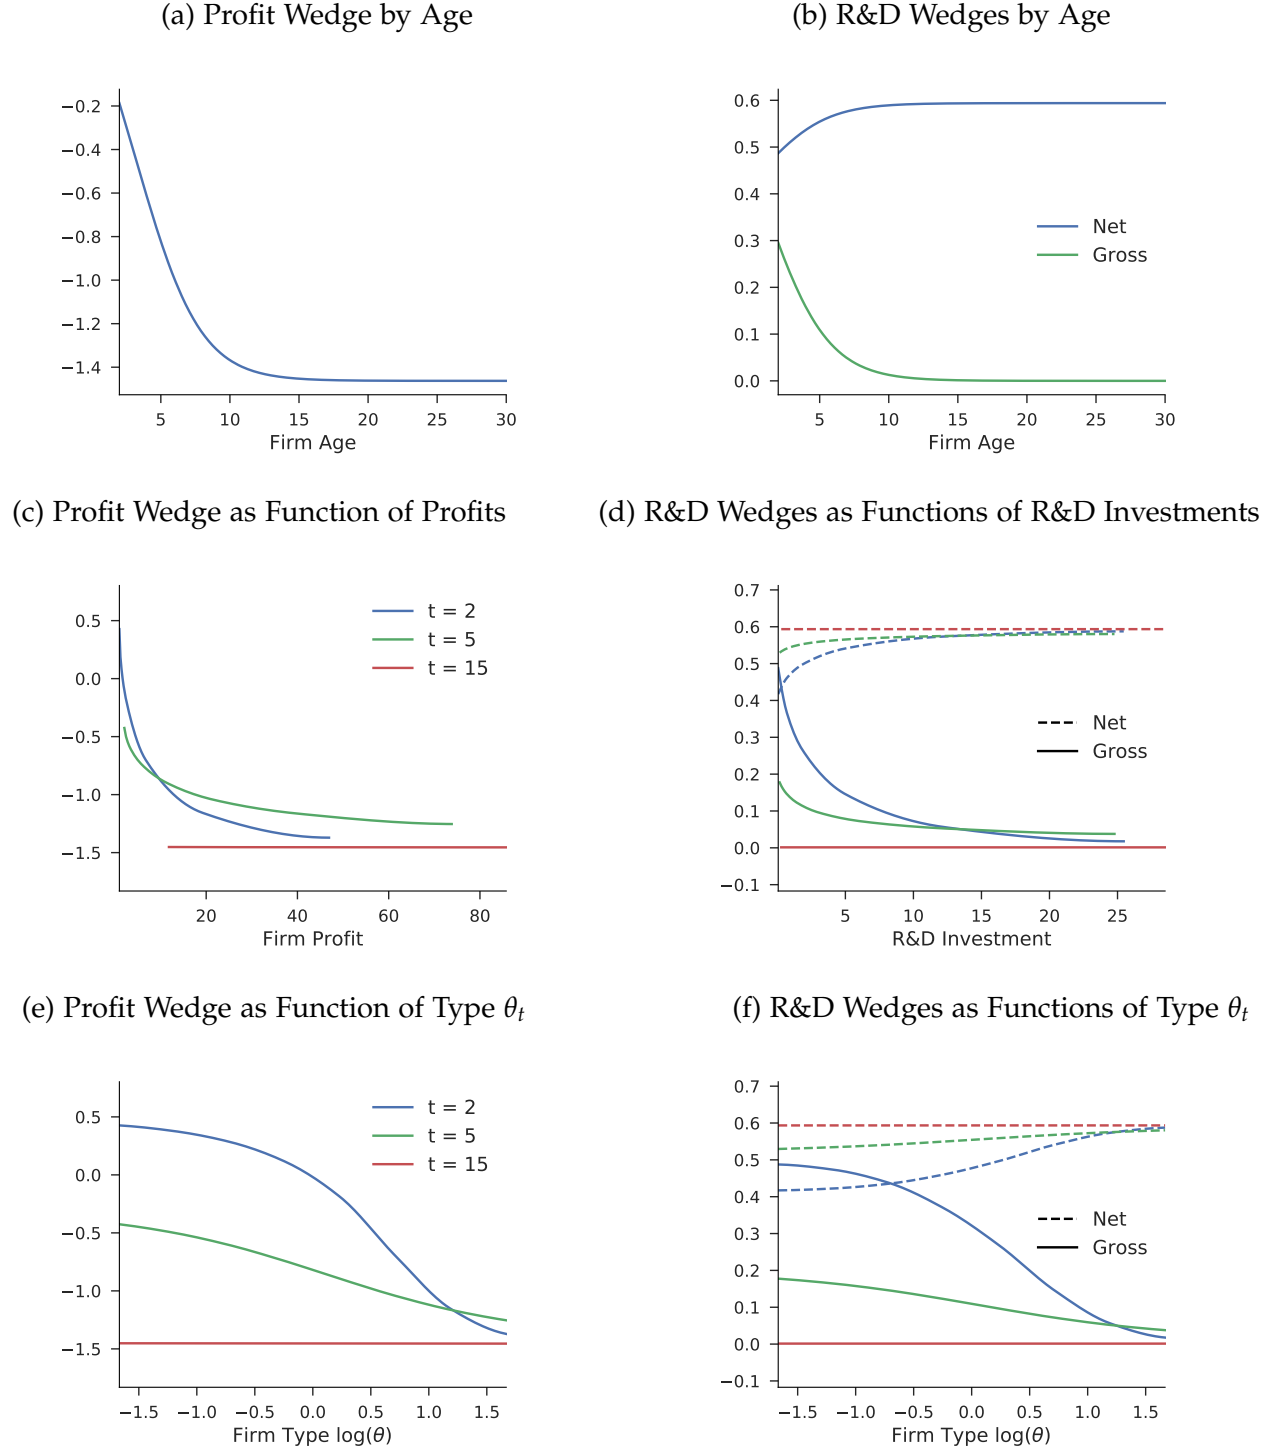 (a) Profit Wedge by Age
−0.2
−0.4
−0.6
−0.8
−1.0
−1.2
−1.4
5 10 15 20 25 30
Firm Age
(b) R&D Wedges by Age
0.6
0.5
0.4
0.3
0.2
0.1
0.0
Net
Gross
5 10 15 20 25 30
Firm Age
(c) Profit Wedge as Function of Profits
0.5
0.0
−0.5
−1.0
−1.5
t = 2
t = 5
t = 15
20 40 60 80
Firm Profit
(d) R&D Wedges as Functions of R&D Investments
0.7
0.6
0.5
0.4
0.3
0.2
0.1
0.0
−0.1
Net
Gross
5 10 15 20 25
R&D Investment
(e) Profit Wedge as Function of Type θt
0.5
0.0
−0.5
−1.0
−1.5
t = 2
t = 5
t = 15
−1.5 −1.0 −0.5 0.0 0.5 1.0 1.5
Firm Type log(θ)
(f) R&D Wedges as Functions of Type θt
0.7
0.6
0.5
0.4
0.3
0.2
0.1
0.0
−0.1
Net
Gross
−1.5 −1.0 −0.5 0.0 0.5 1.0 1.5
Firm Type log(θ)